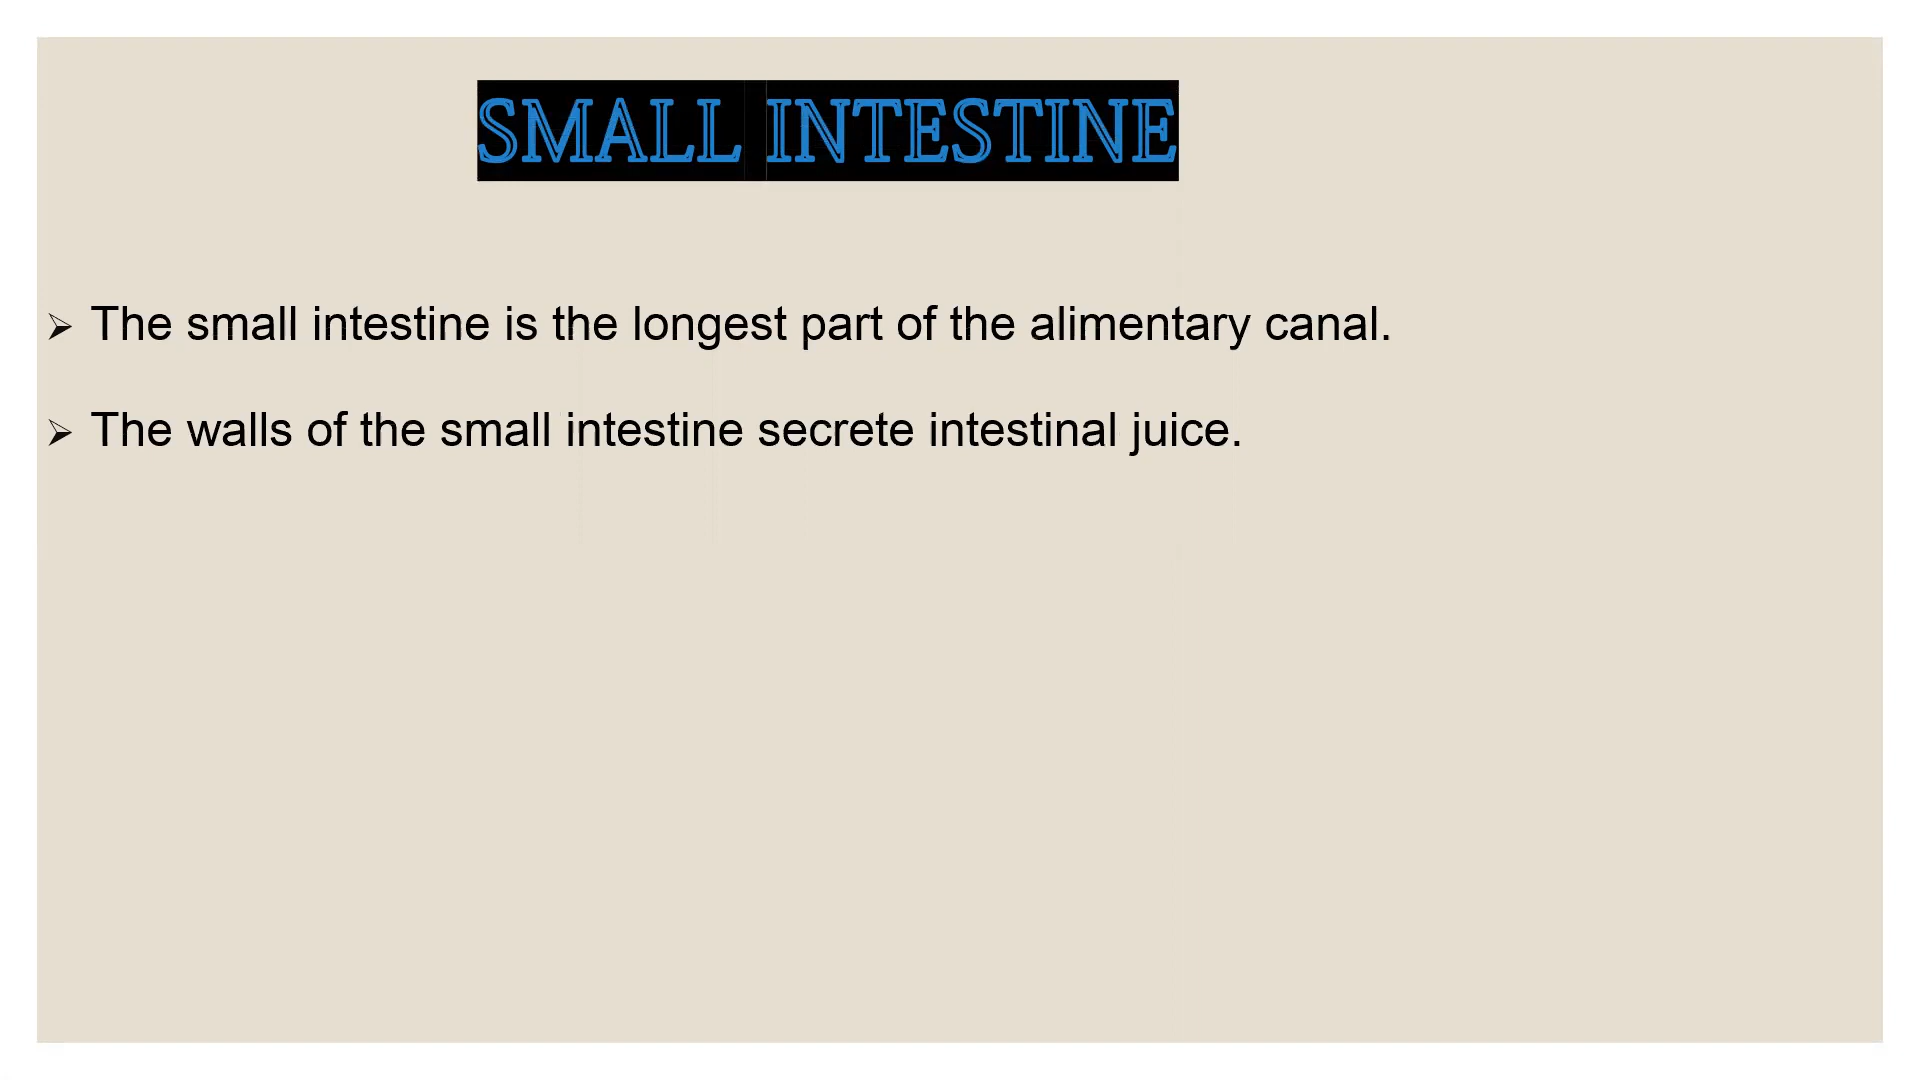 SMALL INTESTINE
➢ The small intestine is the longest part of the alimentary canal.
➢ The walls of the small intestine secrete intestinal juice.